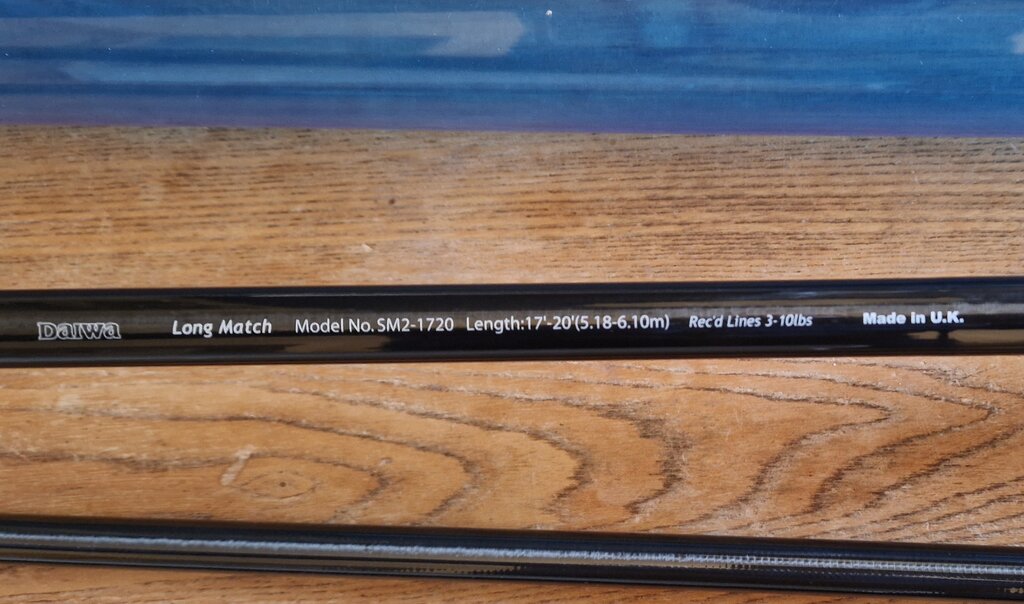 Daiwa Long Match Model No. SM2-1720 Length:17'-20'(5.18-6.10m) Rec'd Lines 3-10lbs Made in U.K.